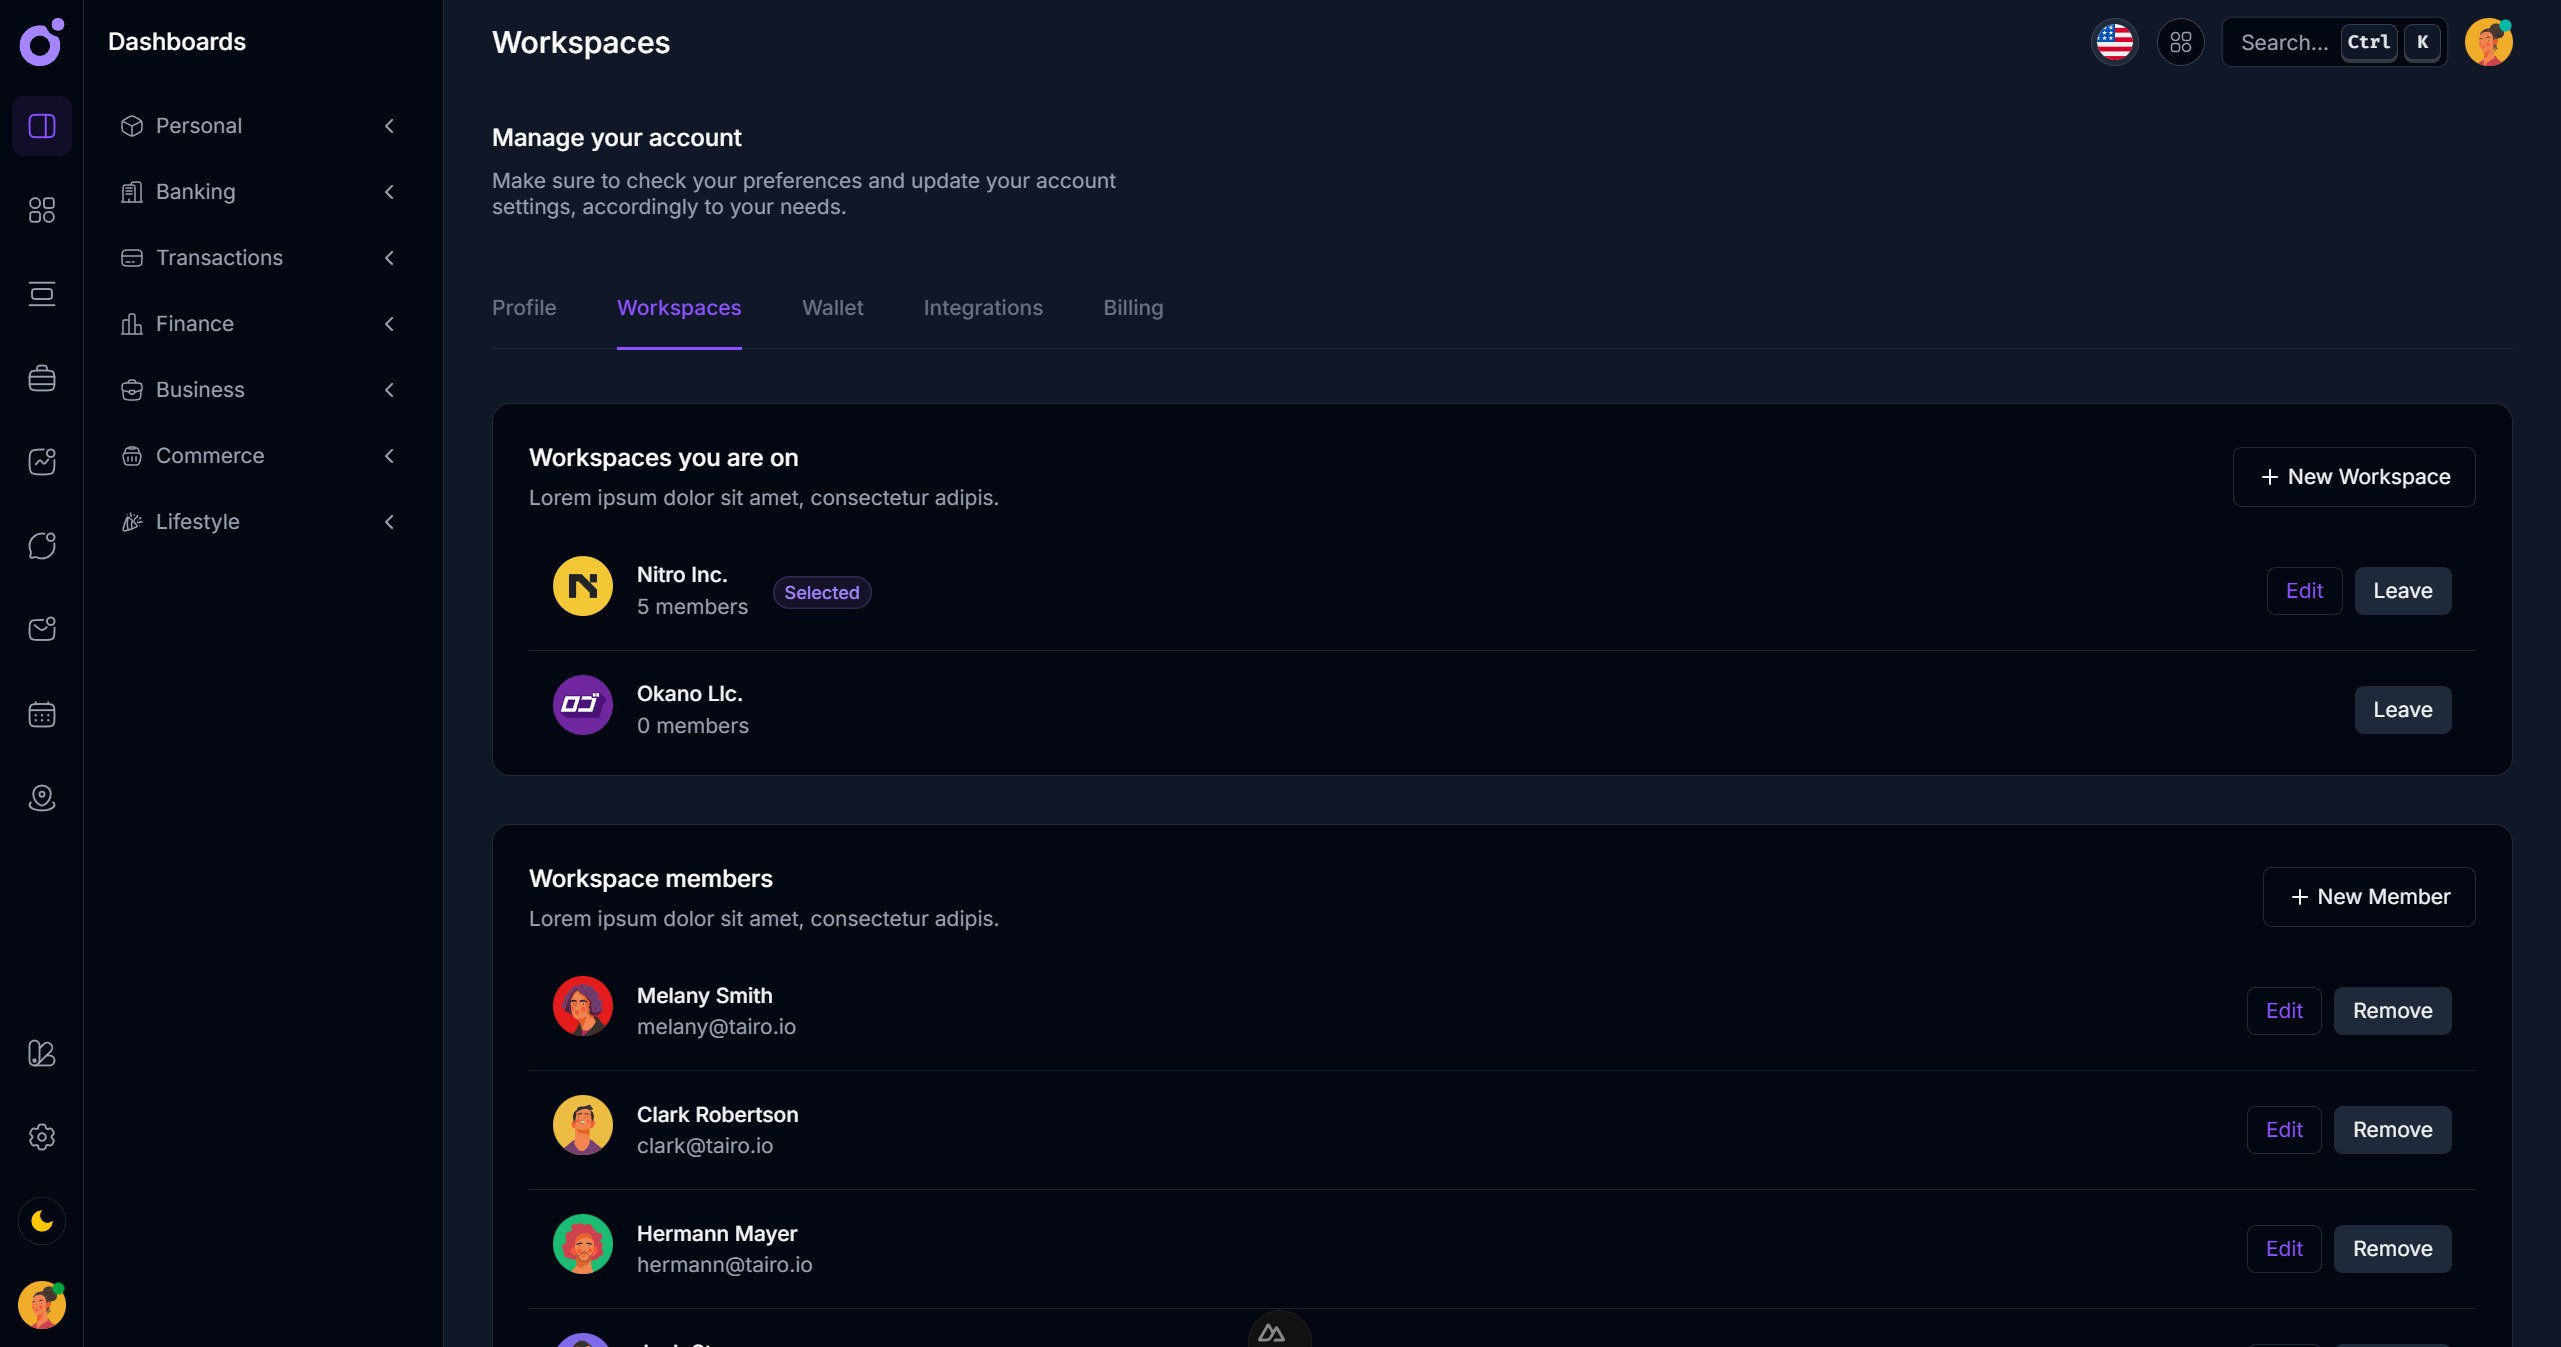 Dashboards
Personal
Banking
Transactions
Finance
Business
Commerce
Lifestyle
Workspaces
Search...
Ctrl
K
Manage your account
Make sure to check your preferences and update your account
settings, accordingly to your needs.
Profile
Workspaces
Wallet
Integrations
Billing
Workspaces you are on
Lorem ipsum dolor sit amet, consectetur adipis.
New Workspace
Nitro Inc.
5 members
Selected
Edit
Leave
Okano Llc.
0 members
Leave
Workspace members
Lorem ipsum dolor sit amet, consectetur adipis.
New Member
Melany Smith
melany@tairo.io
Edit
Remove
Clark Robertson
clark@tairo.io
Edit
Remove
Hermann Mayer
hermann@tairo.io
Edit
Remove